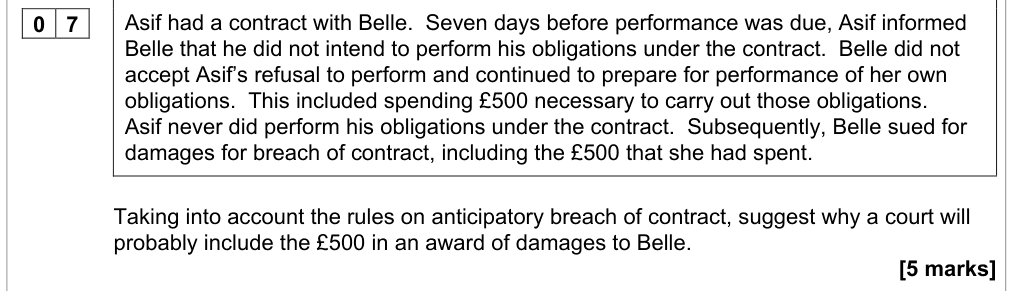 0 7
Asif had a contract with Belle. Seven days before performance was due, Asif informed
Belle that he did not intend to perform his obligations under the contract. Belle did not
accept Asif's refusal to perform and continued to prepare for performance of her own
obligations. This included spending £500 necessary to carry out those obligations.
Asif never did perform his obligations under the contract. Subsequently, Belle sued for
damages for breach of contract, including the £500 that she had spent.
Taking into account the rules on anticipatory breach of contract, suggest why a court will
probably include the £500 in an award of damages to Belle.
[5 marks]